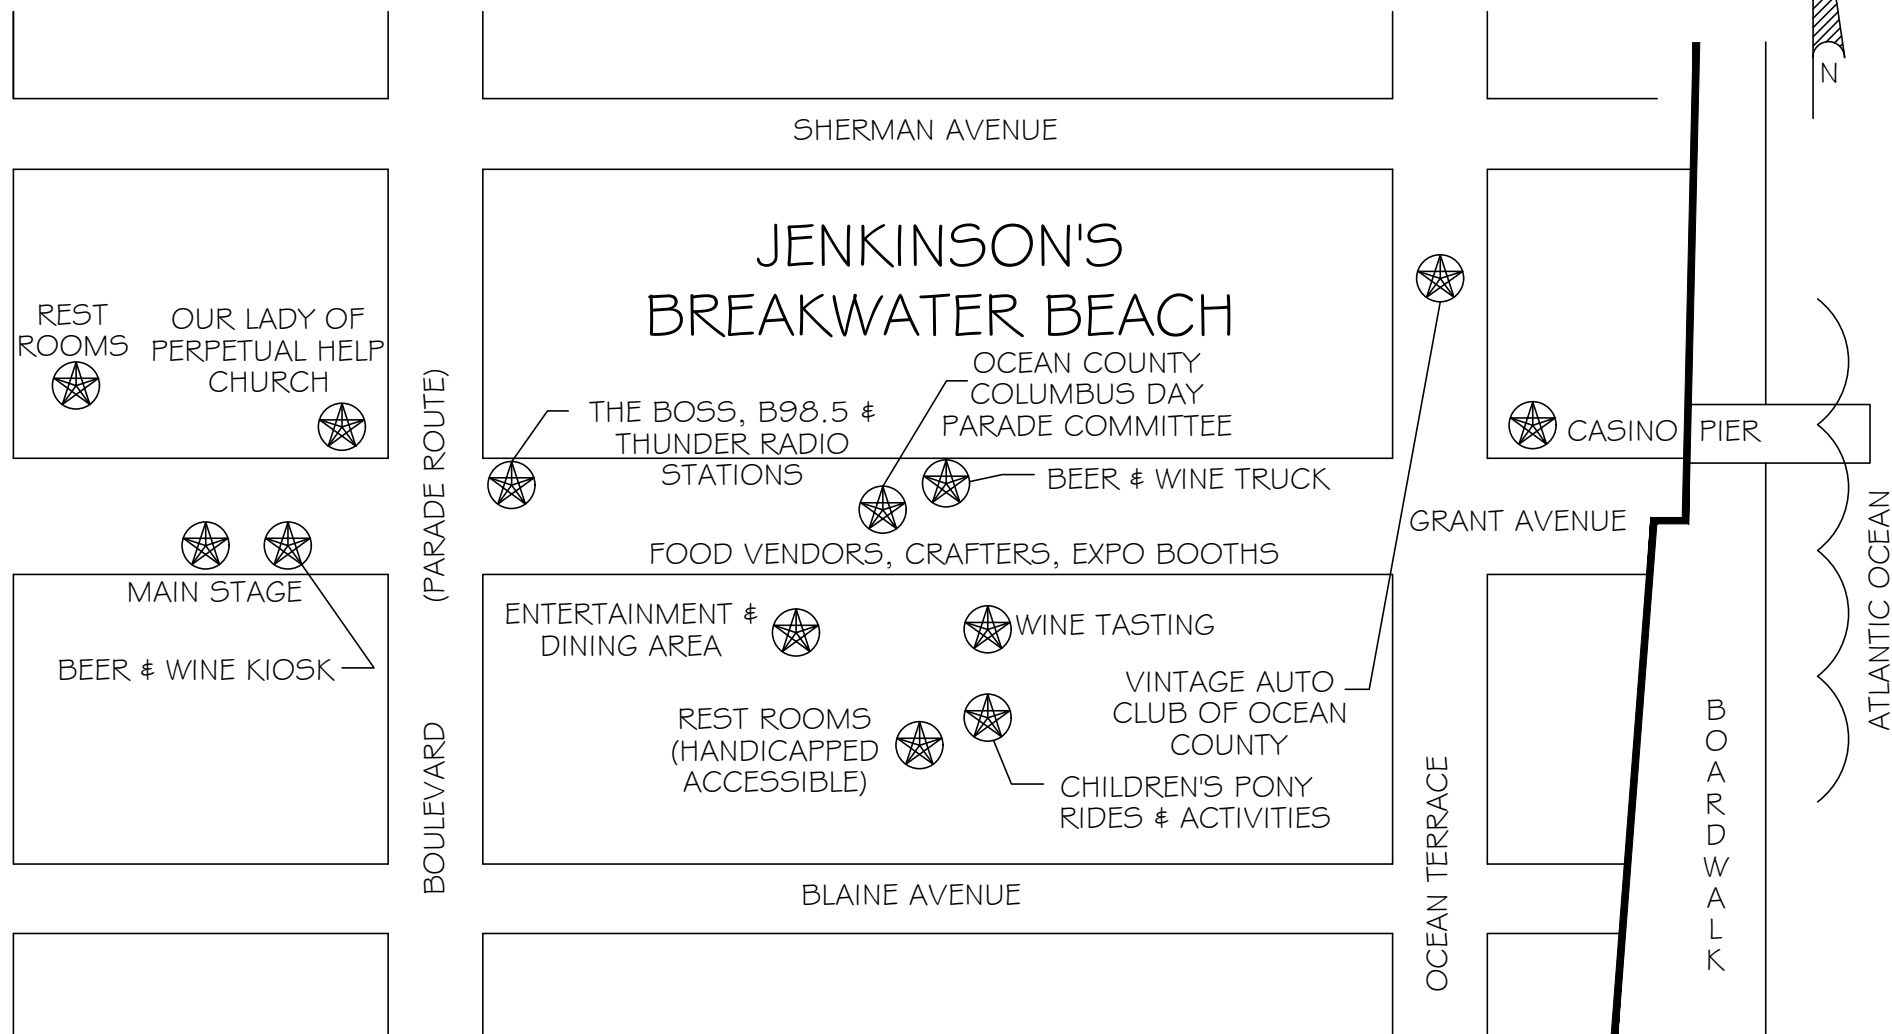 N
SHERMAN AVENUE
JENKINSON'S
BREAKWATER BEACH
REST
ROOMS
OUR LADY OF
PERPETUAL HELP
CHURCH
OCEAN COUNTY
COLUMBUS DAY
PARADE COMMITTEE
THE BOSS, B98.5 &
THUNDER RADIO
STATIONS
BEER & WINE TRUCK
CASINO PIER
GRANT AVENUE
FOOD VENDORS, CRAFTERS, EXPO BOOTHS
MAIN STAGE
BEER & WINE KIOSK
ENTERTAINMENT &
DINING AREA
WINE TASTING
VINTAGE AUTO
CLUB OF OCEAN
COUNTY
REST ROOMS
(HANDICAPPED
ACCESSIBLE)
CHILDREN'S PONY
RIDES & ACTIVITIES
BLAINE AVENUE
BOULEVARD (PARADE ROUTE)
OCEAN TERRACE
BOARDWALK
ATLANTIC OCEAN